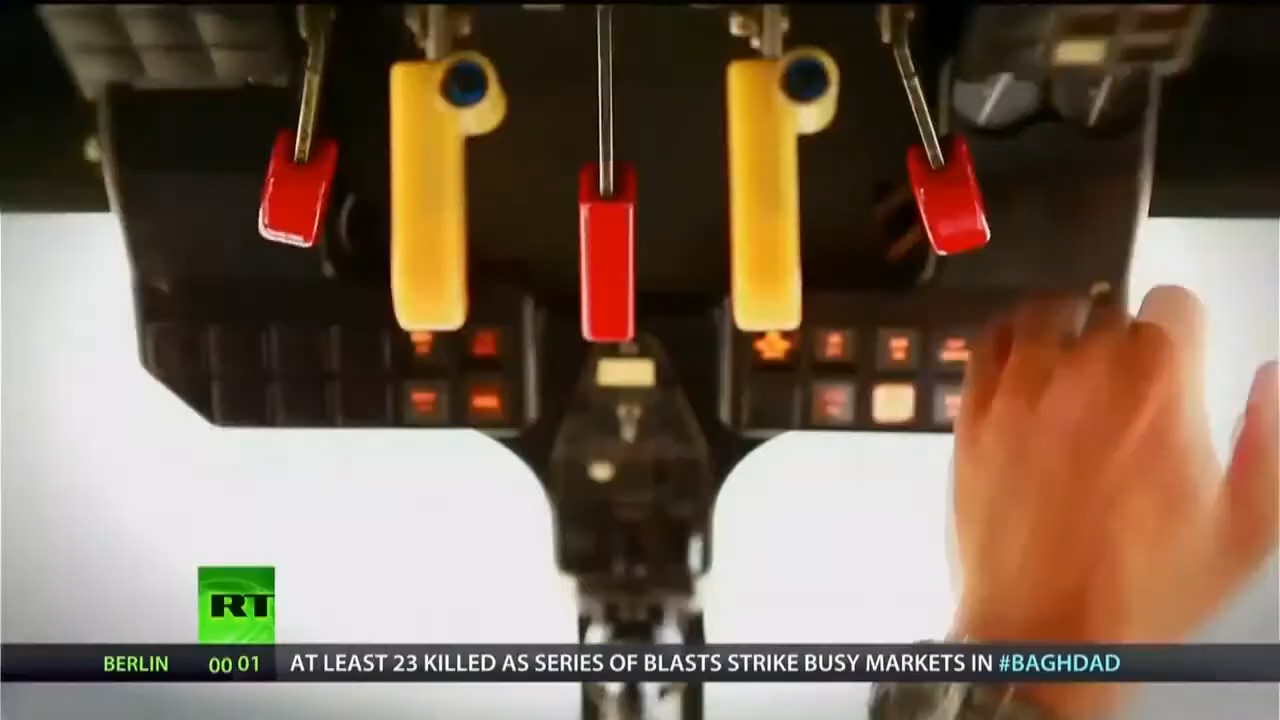 RT
BERLIN 00 01 AT LEAST 23 KILLED AS SERIES OF BLASTS STRIKE BUSY MARKETS IN #BAGHDAD